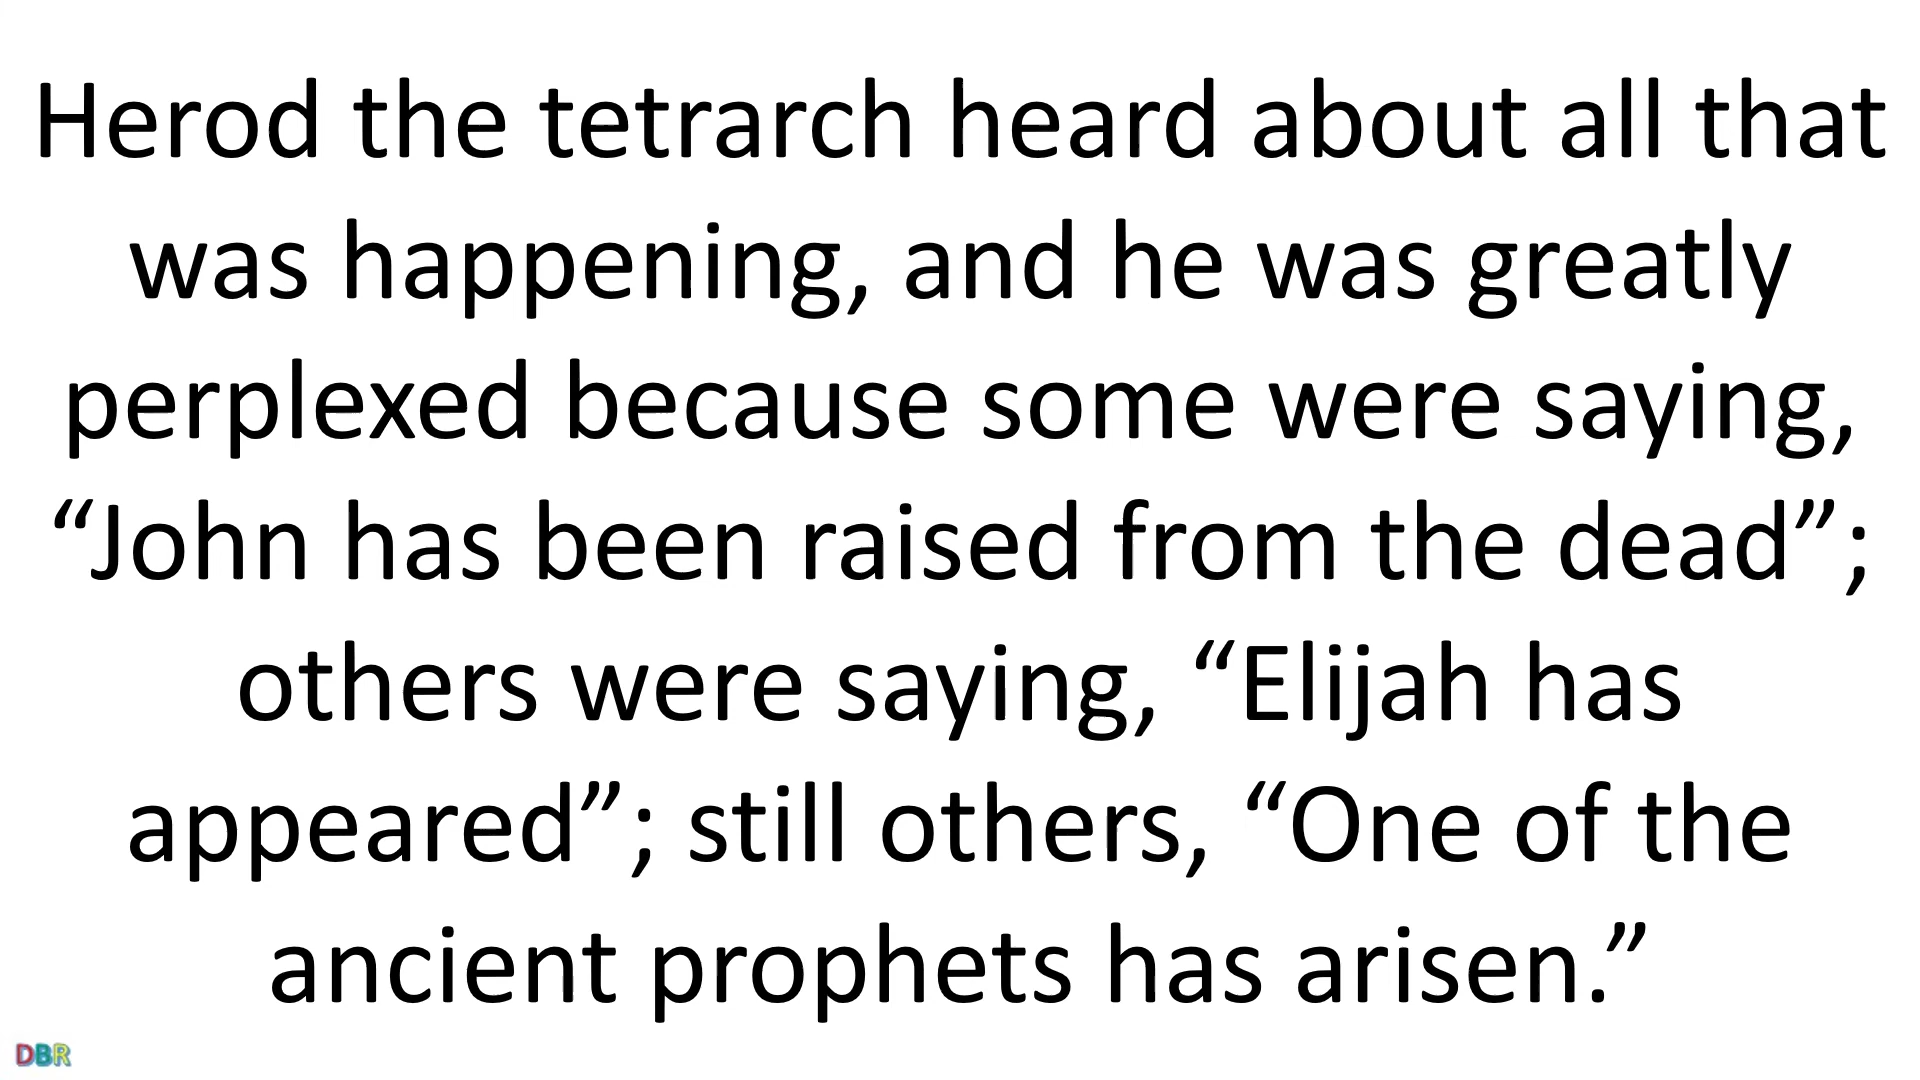 Herod the tetrarch heard about all that
was happening, and he was greatly
perplexed because some were saying,
“John has been raised from the dead”;
others were saying, “Elijah has
appeared”; still others, “One of the
ancient prophets has arisen.”
DBR